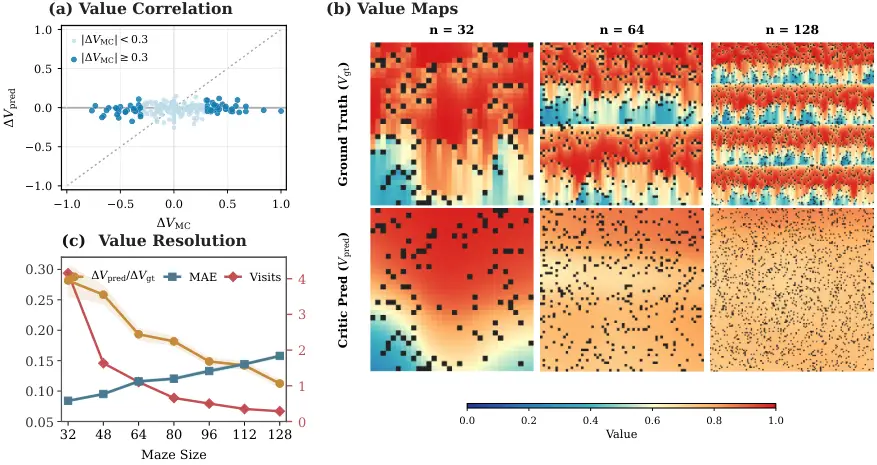 (a) Value Correlation
|ΔV_MC| < 0.3
|ΔV_MC| ≥ 0.3
1.0
0.5
0.0
−0.5
−1.0
ΔV_pred
−1.0 −0.5 0.0 0.5 1.0
ΔV_MC
(b) Value Maps
n = 32 n = 64 n = 128
Ground Truth (V_gt)
Critic Pred (V_pred)
0.0 0.2 0.4 0.6 0.8 1.0
Value
(c) Value Resolution
ΔV_pred/ΔV_gt MAE Visits
0.30
0.25
0.20
0.15
0.10
0.05
4
3
2
1
0
32 48 64 80 96 112 128
Maze Size